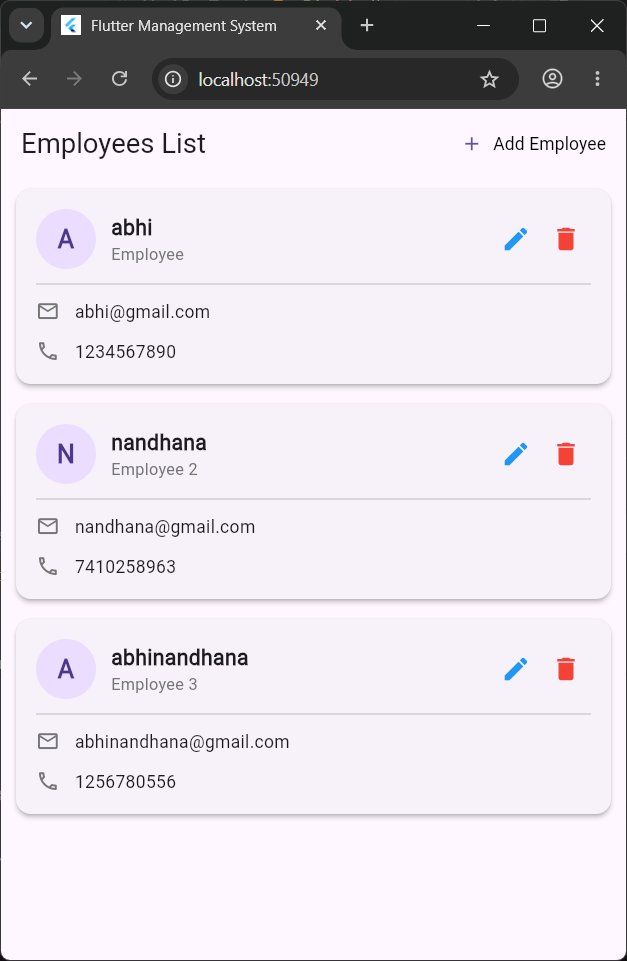 Flutter Management System
localhost:50949
Employees List
+ Add Employee
A
abhi
Employee
abhi@gmail.com
1234567890
N
nandhana
Employee 2
nandhana@gmail.com
7410258963
A
abhinandhana
Employee 3
abhinandhana@gmail.com
1256780556